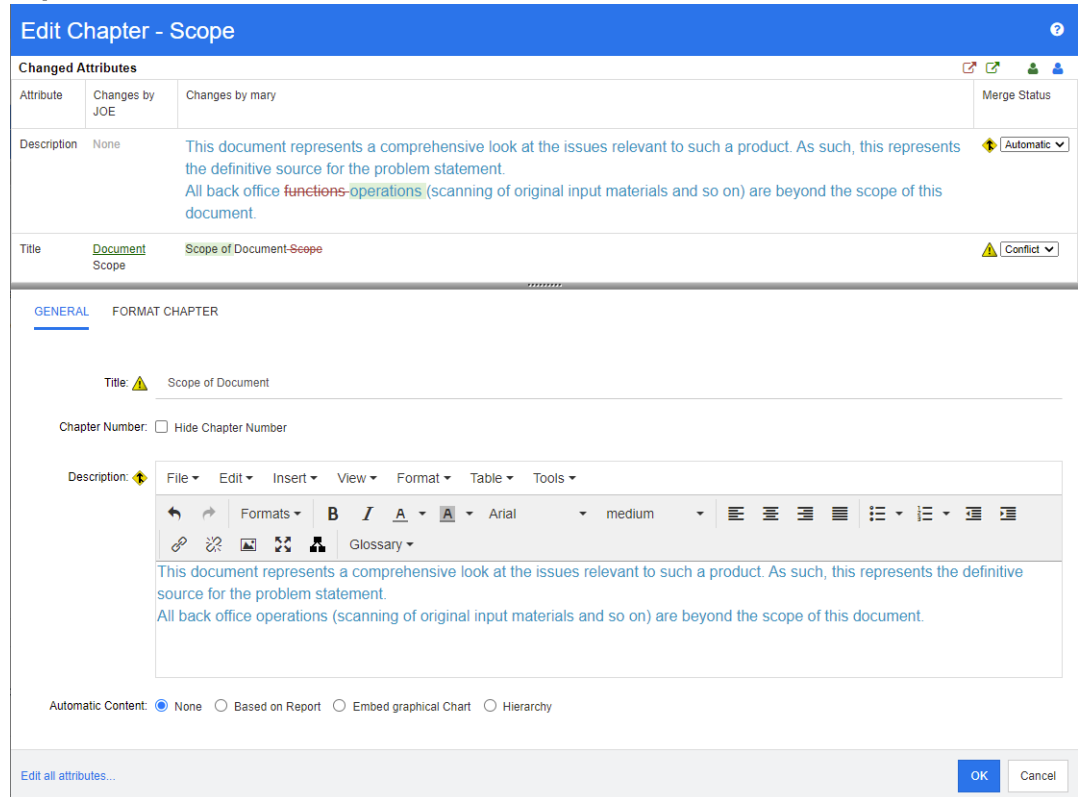 Edit Chapter - Scope
Changed Attributes
Attribute Changes by JOE Changes by mary Merge Status
Description None This document represents a comprehensive look at the issues relevant to such a product. As such, this represents Automatic
the definitive source for the problem statement.
All back office functions operations (scanning of original input materials and so on) are beyond the scope of this
document.
Title Document Scope Scope of Document Scope Conflict
GENERAL FORMAT CHAPTER
Title: Scope of Document
Chapter Number: Hide Chapter Number
Description: File Edit Insert View Format Table Tools
Formats B I A A Arial medium
Glossary
This document represents a comprehensive look at the issues relevant to such a product. As such, this represents the definitive
source for the problem statement.
All back office operations (scanning of original input materials and so on) are beyond the scope of this document.
Automatic Content: None Based on Report Embed graphical Chart Hierarchy
Edit all attributes... OK Cancel